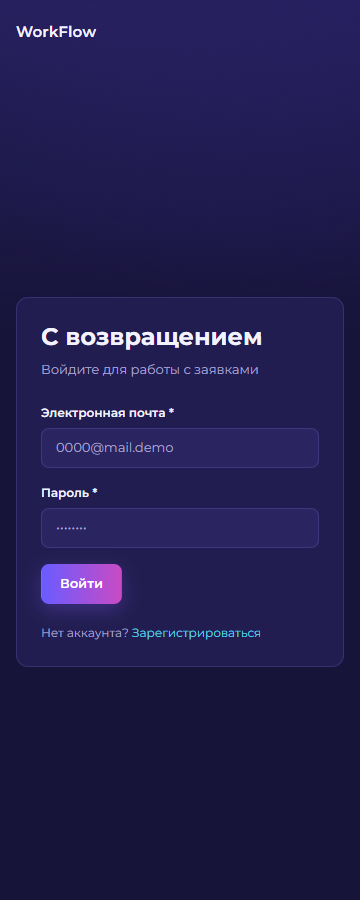 WorkFlow
С возвращением
Войдите для работы с заявками
Электронная почта *
0000@mail.demo
Пароль *
••••••••
Войти
Нет аккаунта? Зарегистрироваться